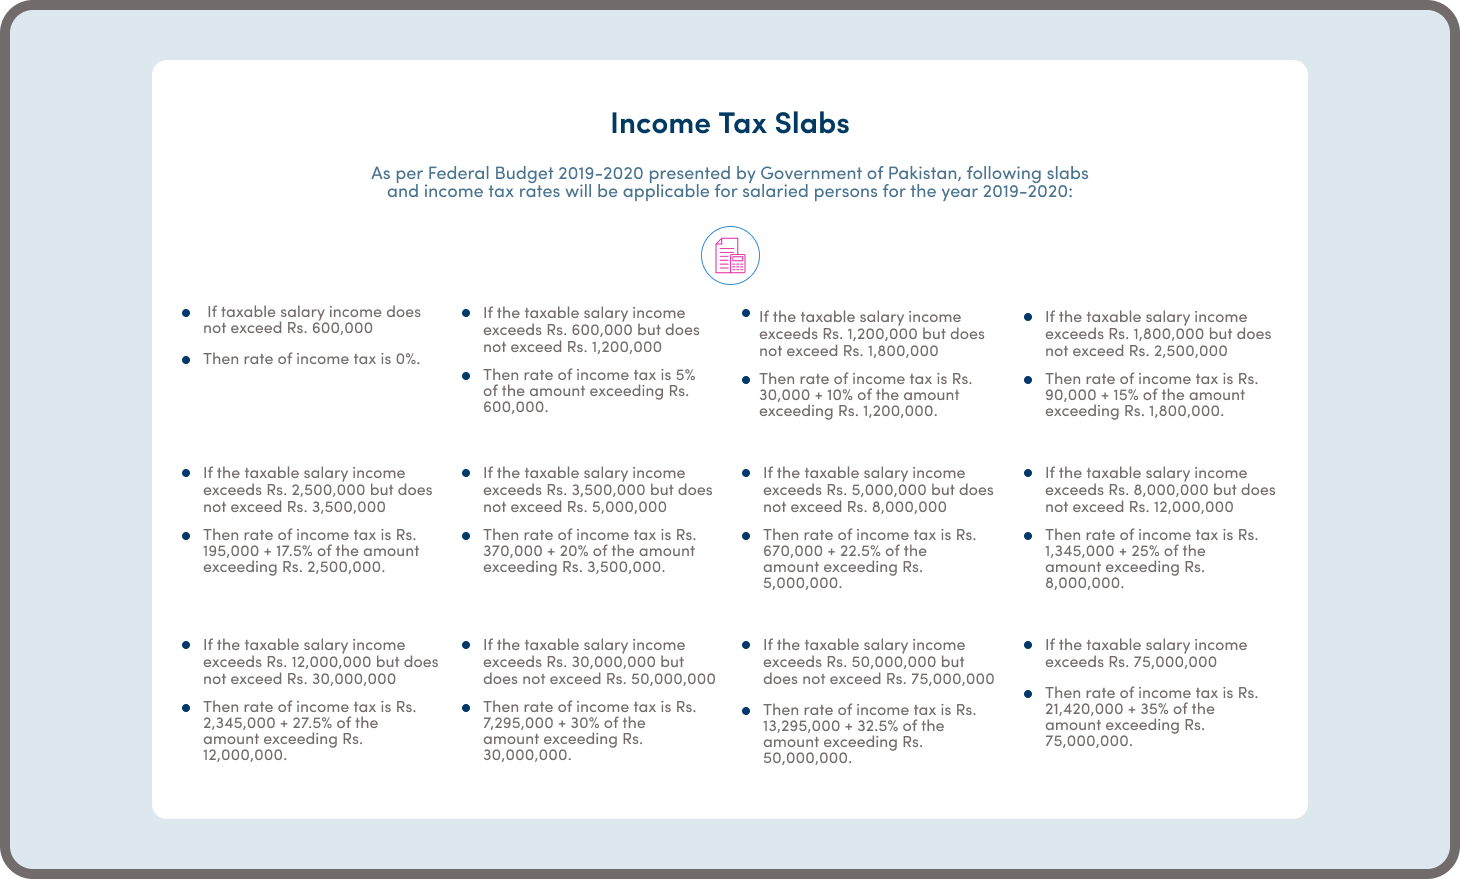 Income Tax Slabs
As per Federal Budget 2019-2020 presented by Government of Pakistan, following slabs
and income tax rates will be applicable for salaried persons for the year 2019-2020:
If taxable salary income does
not exceed Rs. 600,000
Then rate of income tax is 0%.
If the taxable salary income
exceeds Rs. 600,000 but does
not exceed Rs. 1,200,000
Then rate of income tax is 5%
of the amount exceeding Rs.
600,000.
If the taxable salary income
exceeds Rs. 1,200,000 but does
not exceed Rs. 1,800,000
Then rate of income tax is Rs.
30,000 + 10% of the amount
exceeding Rs. 1,200,000.
If the taxable salary income
exceeds Rs. 1,800,000 but does
not exceed Rs. 2,500,000
Then rate of income tax is Rs.
90,000 + 15% of the amount
exceeding Rs. 1,800,000.
If the taxable salary income
exceeds Rs. 2,500,000 but does
not exceed Rs. 3,500,000
Then rate of income tax is Rs.
195,000 + 17.5% of the amount
exceeding Rs. 2,500,000.
If the taxable salary income
exceeds Rs. 3,500,000 but does
not exceed Rs. 5,000,000
Then rate of income tax is Rs.
370,000 + 20% of the amount
exceeding Rs. 3,500,000.
If the taxable salary income
exceeds Rs. 5,000,000 but does
not exceed Rs. 8,000,000
Then rate of income tax is Rs.
670,000 + 22.5% of the
amount exceeding Rs.
5,000,000.
If the taxable salary income
exceeds Rs. 8,000,000 but does
not exceed Rs. 12,000,000
Then rate of income tax is Rs.
1,345,000 + 25% of the
amount exceeding Rs.
8,000,000.
If the taxable salary income
exceeds Rs. 12,000,000 but does
not exceed Rs. 30,000,000
Then rate of income tax is Rs.
2,345,000 + 27.5% of the
amount exceeding Rs.
12,000,000.
If the taxable salary income
exceeds Rs. 30,000,000 but
does not exceed Rs. 50,000,000
Then rate of income tax is Rs.
7,295,000 + 30% of the
amount exceeding Rs.
30,000,000.
If the taxable salary income
exceeds Rs. 50,000,000 but
does not exceed Rs. 75,000,000
Then rate of income tax is Rs.
13,295,000 + 32.5% of the
amount exceeding Rs.
50,000,000.
If the taxable salary income
exceeds Rs. 75,000,000
Then rate of income tax is Rs.
21,420,000 + 35% of the
amount exceeding Rs.
75,000,000.